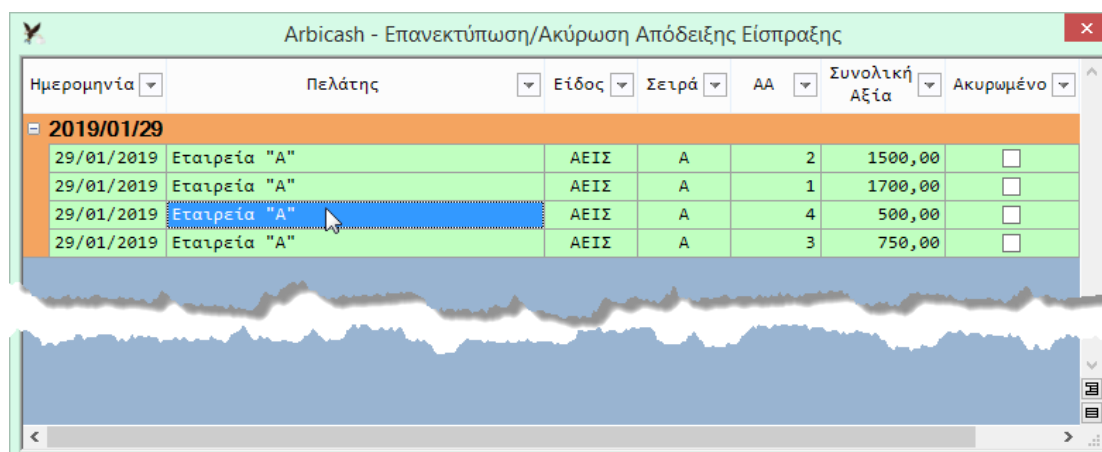 Arbicash - Επανεκτύπωση/Ακύρωση Απόδειξης Είσπραξης
Ημερομηνία Πελάτης Είδος Σειρά ΑΑ Συνολική Αξία Ακυρωμένο
2019/01/29
29/01/2019 Εταιρεία "Α" ΑΕΙΣ Α 2 1500,00
29/01/2019 Εταιρεία "Α" ΑΕΙΣ Α 1 1700,00
29/01/2019 Εταιρεία "Α" ΑΕΙΣ Α 4 500,00
29/01/2019 Εταιρεία "Α" ΑΕΙΣ Α 3 750,00